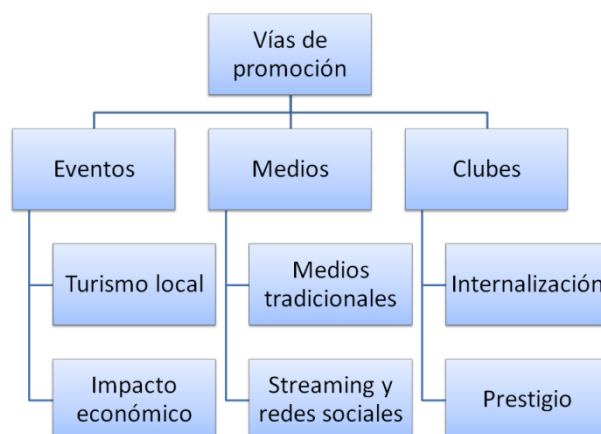 Vías de
promoción
Eventos
Medios
Clubes
Turismo local
Medios
tradicionales
Internalización
Impacto
económico
Streaming y
redes sociales
Prestigio